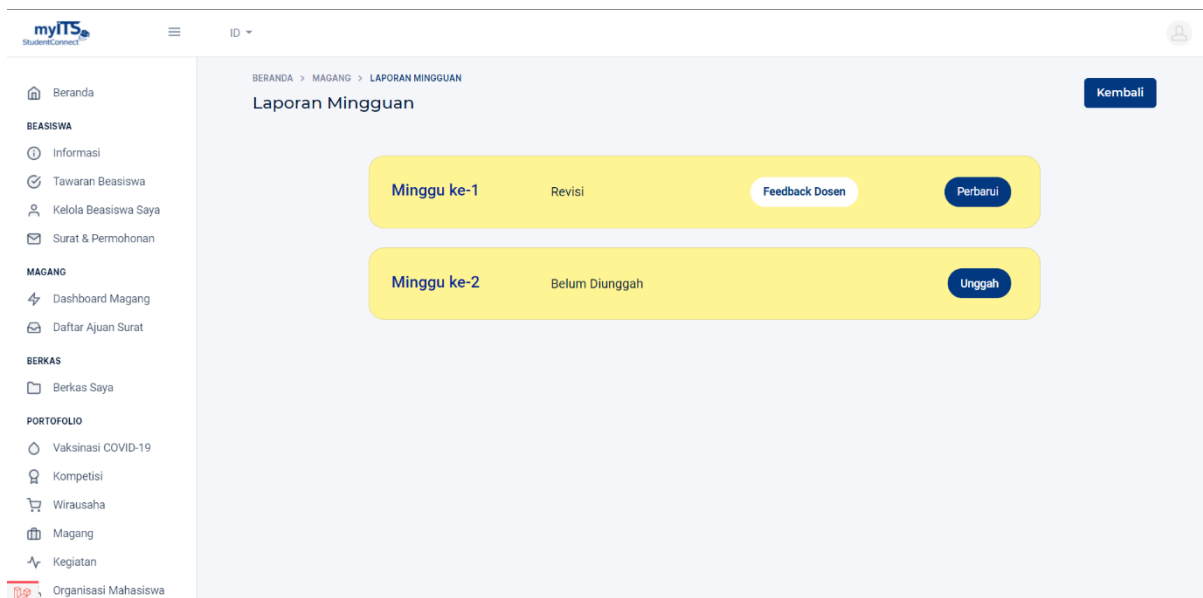 myITS
StudentConnect
ID
Beranda
BEASISWA
Informasi
Tawaran Beasiswa
Kelola Beasiswa Saya
Surat & Permohonan
MAGANG
Dashboard Magang
Daftar Ajuan Surat
BERKAS
Berkas Saya
PORTOFOLIO
Vaksinasi COVID-19
Kompetisi
Wirausaha
Magang
Kegiatan
Organisasi Mahasiswa
BERANDA > MAGANG > LAPORAN MINGGUAN
Laporan Mingguan
Kembali
Minggu ke-1 Revisi Feedback Dosen Perbarui
Minggu ke-2 Belum Diunggah Unggah